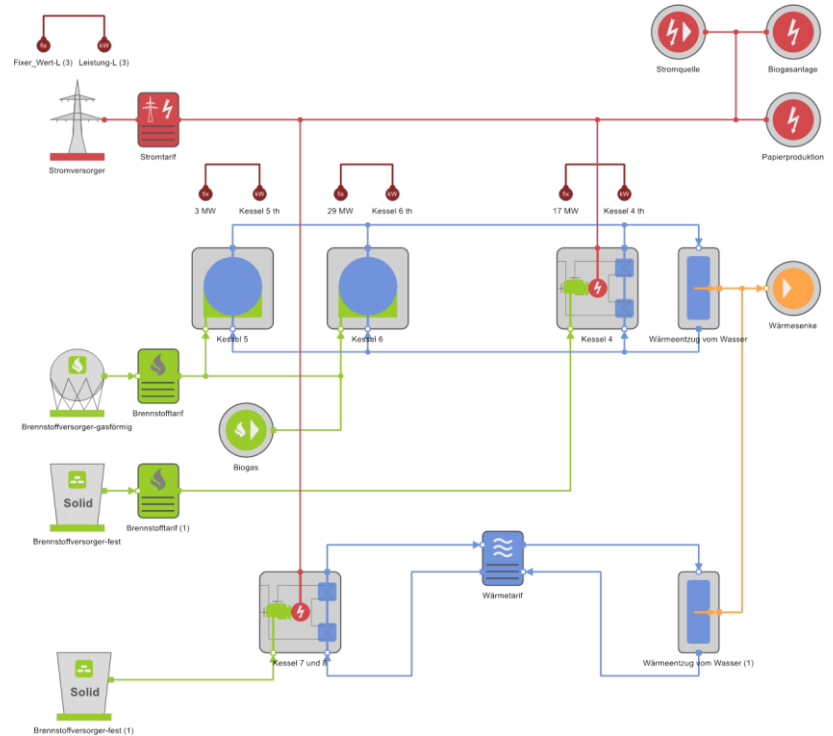 fix
kW
Fixer_Wert-L (3)
Leistung-L (3)
Stromquelle
Biogasanlage
Stromversorger
Stromtarif
Papierproduktion
fix
kW
fix
kW
fix
kW
3 MW
Kessel 5 th
29 MW
Kessel 6 th
17 MW
Kessel 4 th
Kessel 5
Kessel 6
Kessel 4
Wärmeentzug vom Wasser
Wärmesenke
Brennstoffversorger-gasförmig
Brennstofftarif
Biogas
Solid
Brennstoffversorger-fest
Brennstofftarif (1)
Wärmetarif
Kessel 7 und 8
Wärmeentzug vom Wasser (1)
Solid
Brennstoffversorger-fest (1)